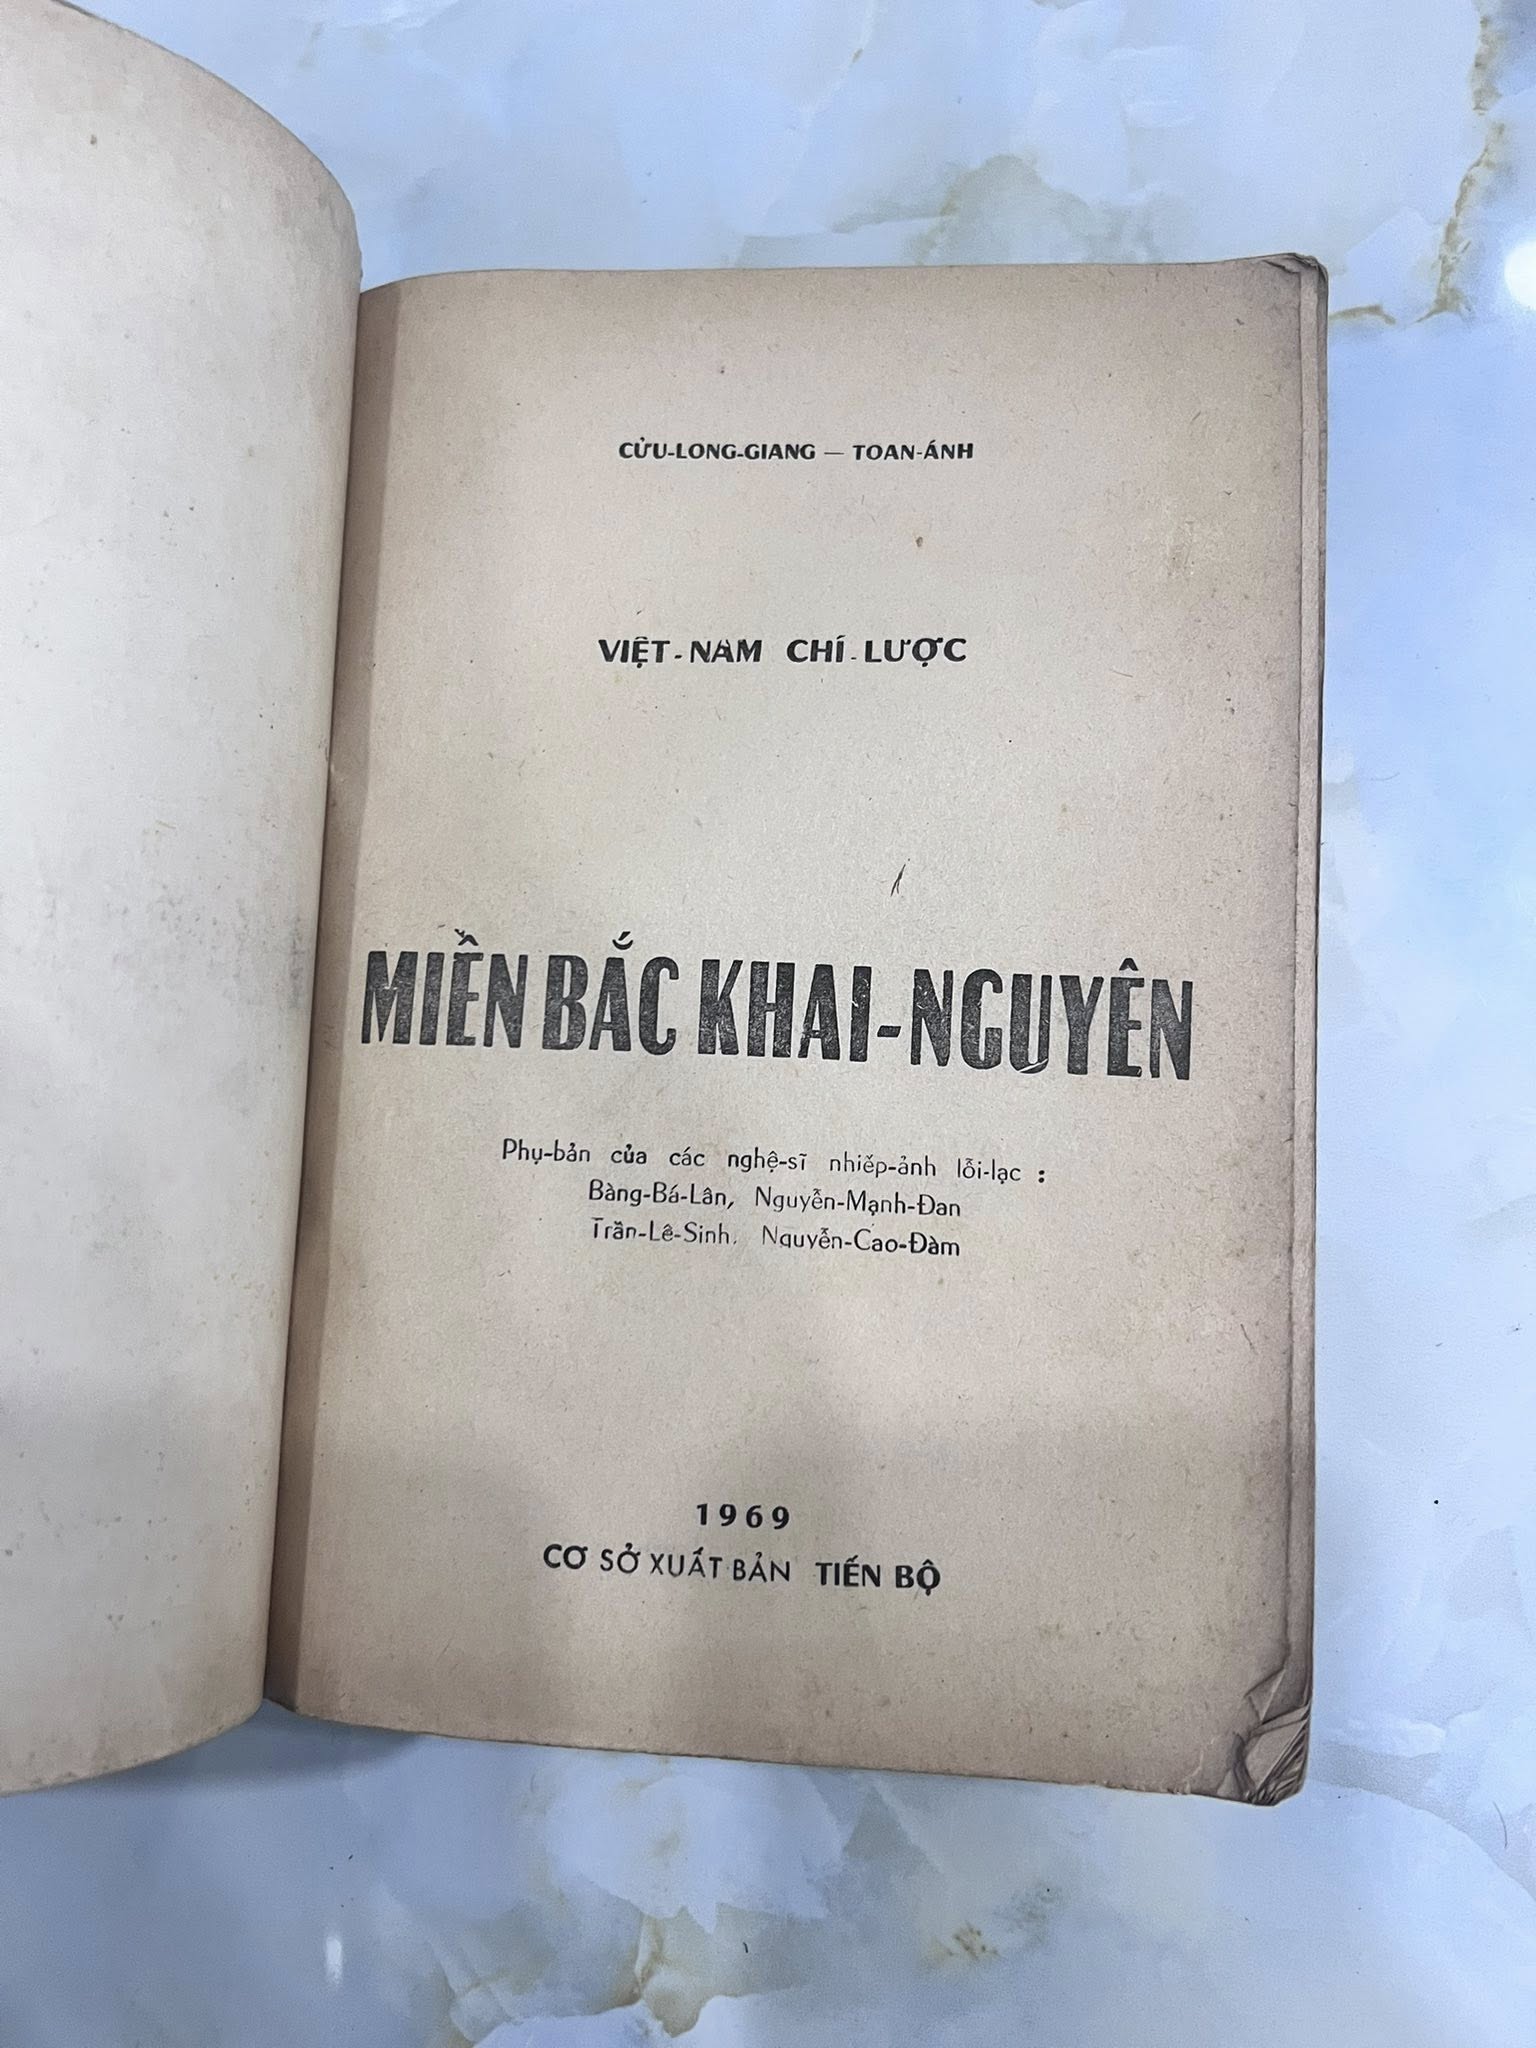 CỬU-LONG-GIANG — TOAN-ÁNH
VIỆT-NAM CHÍ-LƯỢC
MIỀN BẮC KHAI-NGUYÊN
Phụ-bản của các nghệ-sĩ nhiếp-ảnh lỗi-lạc :
Bàng-Bá-Lân, Nguyễn-Mạnh-Đan
Trần-Lê-Sinh. Nguyễn-Cao-Đàm
1969
CƠ SỞ XUẤT BẢN TIẾN BỘ